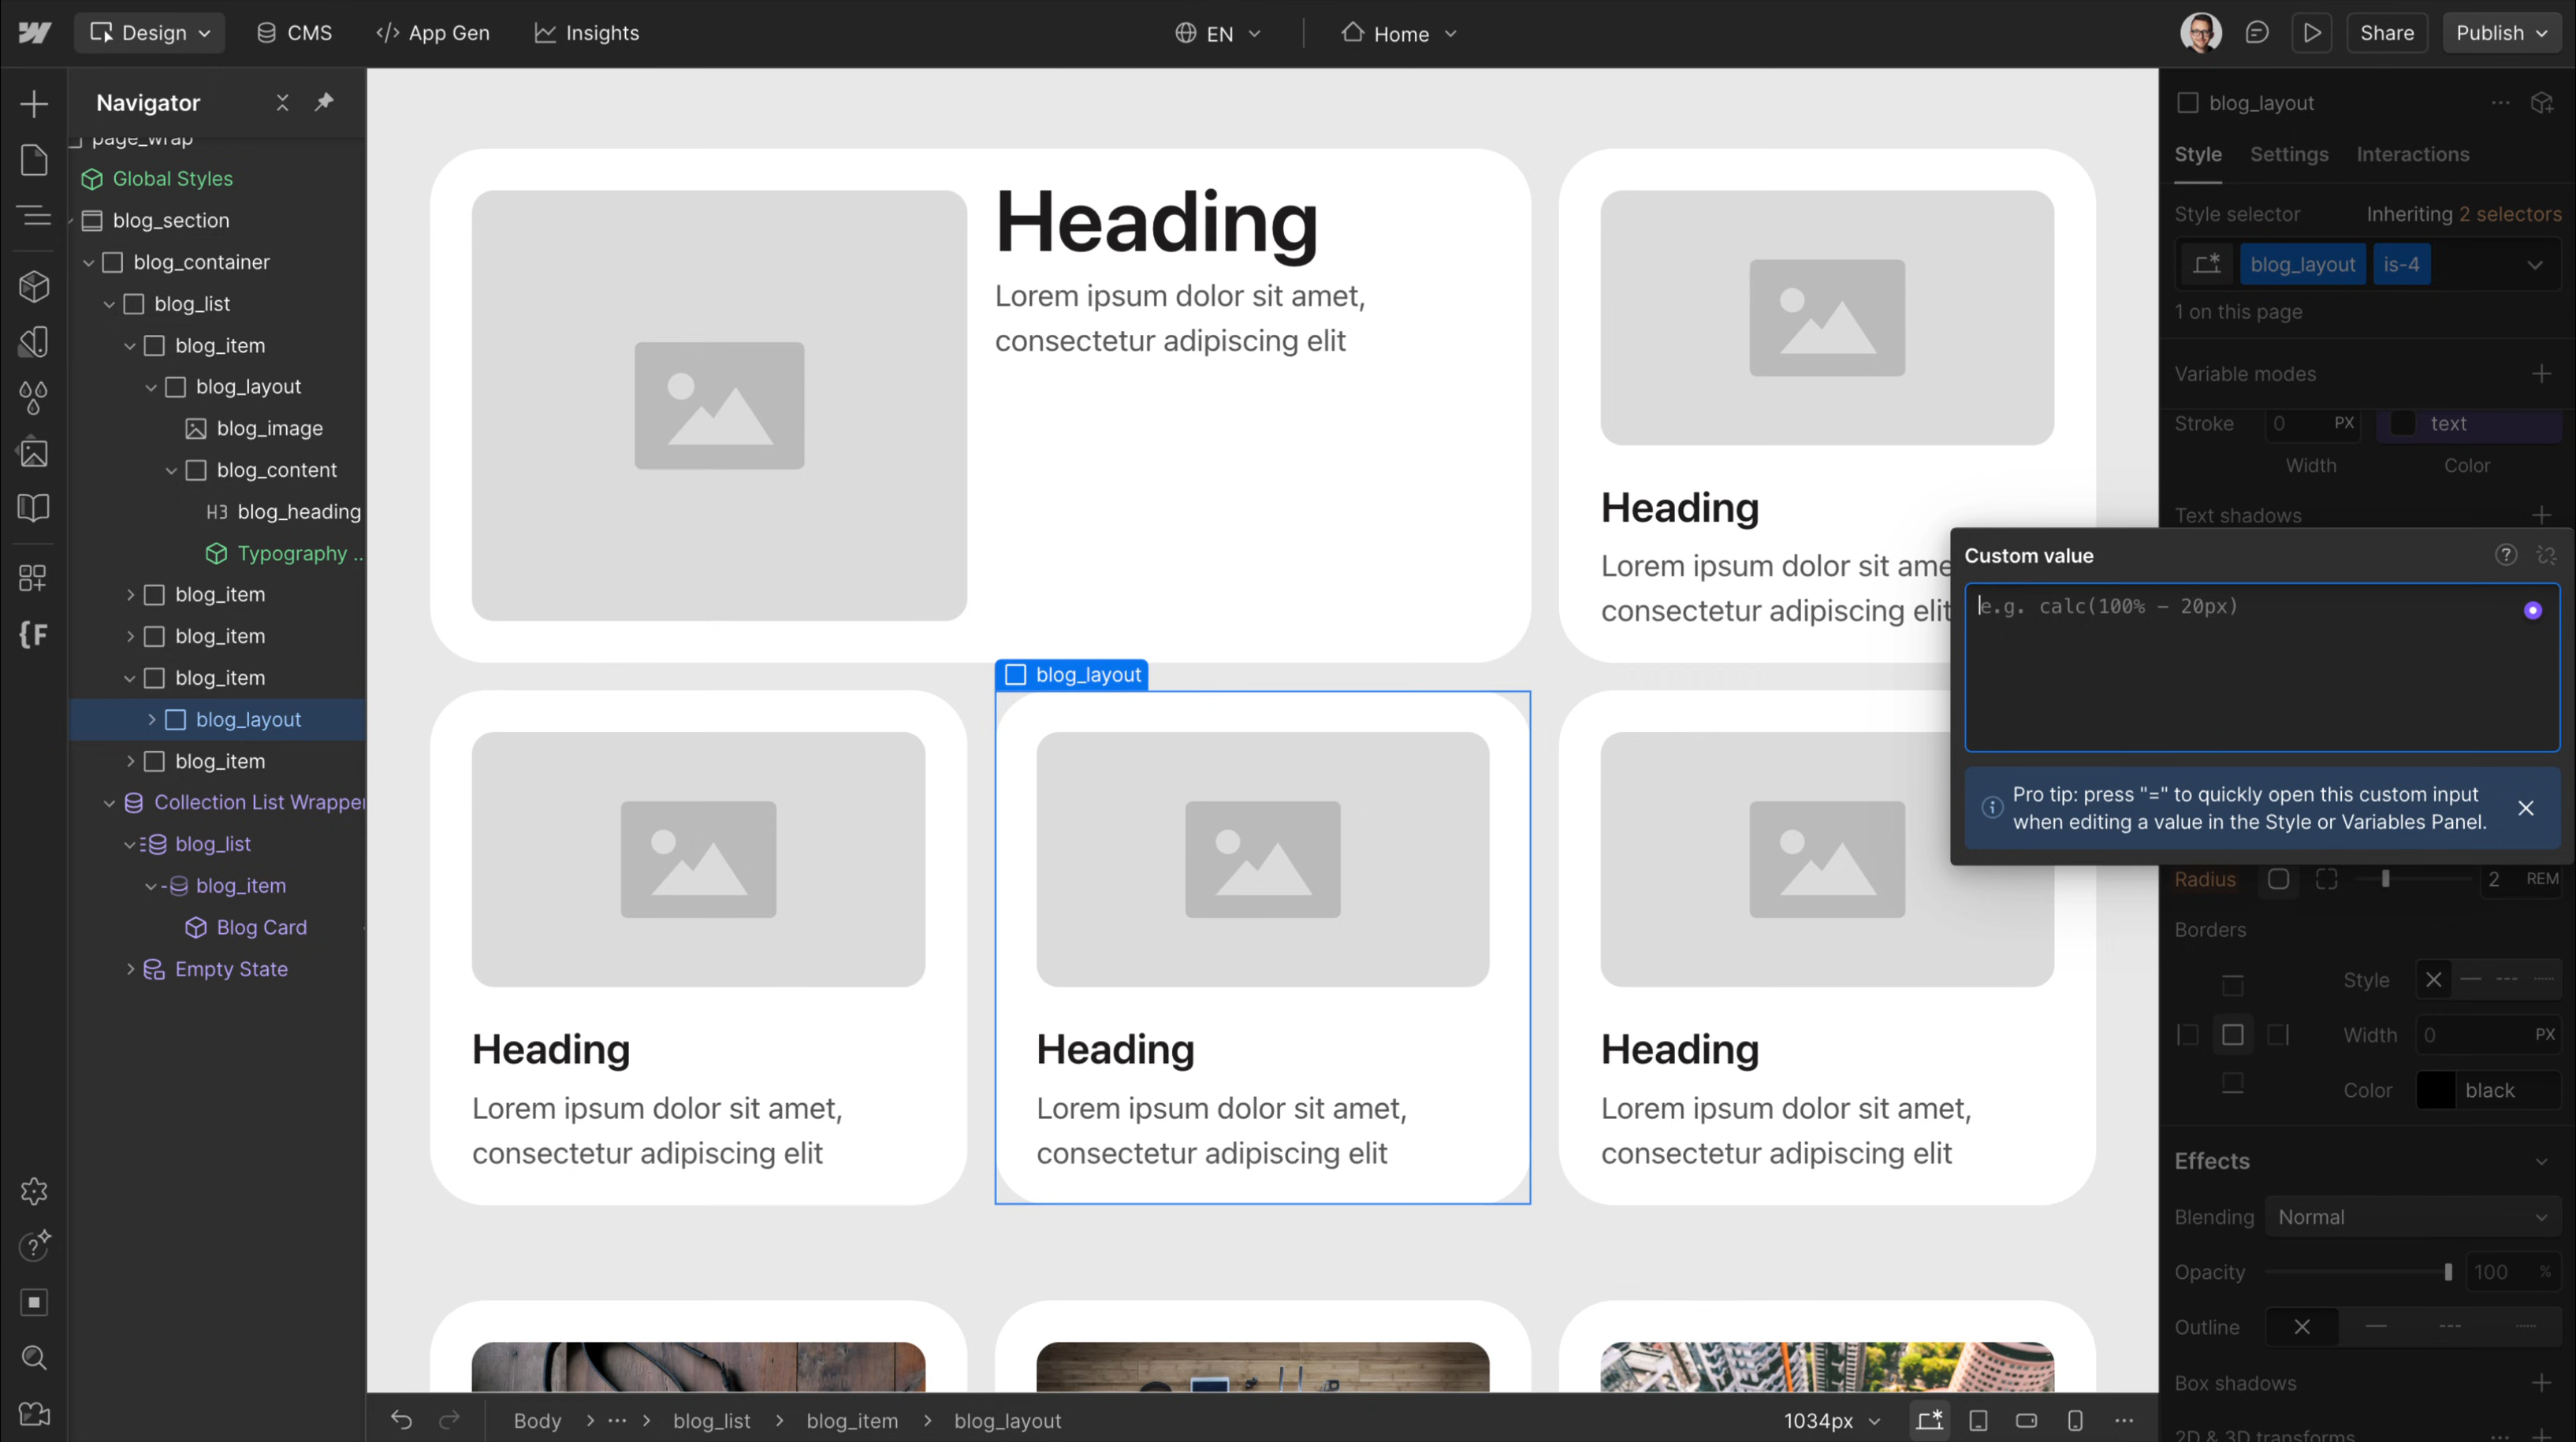 Design
CMS
App Gen
Insights
EN
Home
Share
Publish
Navigator
page_wrap
Global Styles
blog_section
blog_container
blog_list
blog_item
blog_layout
blog_image
blog_content
H3 blog_heading
Typography ..
blog_item
blog_item
blog_item
blog_layout
blog_item
Collection List Wrapper
blog_list
blog_item
Blog Card
Empty State
Heading
Lorem ipsum dolor sit amet,
consectetur adipiscing elit
Heading
Lorem ipsum dolor sit ame
consectetur adipiscing elit
blog_layout
Heading
Lorem ipsum dolor sit amet,
consectetur adipiscing elit
Heading
Lorem ipsum dolor sit amet,
consectetur adipiscing elit
Heading
Lorem ipsum dolor sit amet,
consectetur adipiscing elit
blog_layout
Style Settings Interactions
Style selector Inheriting 2 selectors
blog_layout is-4
1 on this page
Variable modes
Stroke 0 PX text
Width Color
Text shadows
Custom value
e.g. calc(100% - 20px)
Pro tip: press "=" to quickly open this custom input
when editing a value in the Style or Variables Panel.
Radius 2 REM
Borders
Style
Width 0 PX
Color black
Effects
Blending Normal
Opacity 100 %
Outline
Box shadows
2D & 3D transforms
Body > ... > blog_list > blog_item > blog_layout
1034px